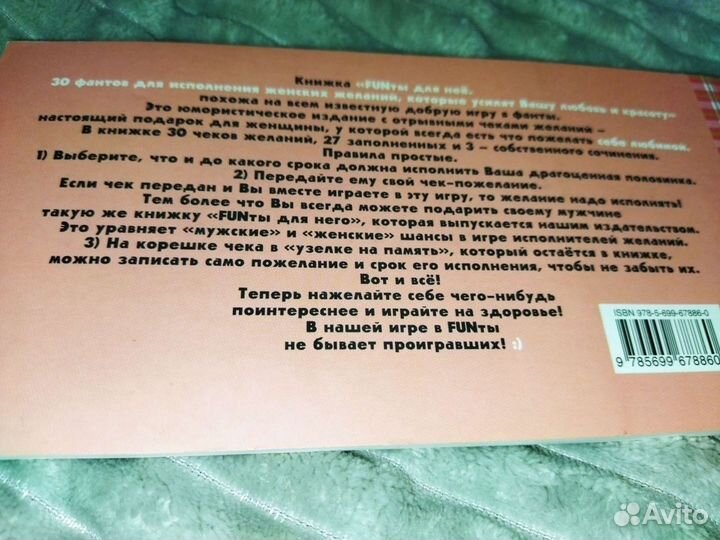 Книжка «FUNты для неё,
30 фантов для исполнения женских желаний, которые усилят Вашу любовь и красоту»
похожа на всем известную добрую игру в фанты.
Это юмористическое издание с отрывными чеками желаний –
настоящий подарок для женщины, у которой всегда есть что пожелать себе любимой.
В книжке 30 чеков желаний, 27 заполненных и 3 – собственного сочинения.
Правила простые.
1) Выберите, что и до какого срока должна исполнить Ваша драгоценная половинка.
2) Передайте ему свой чек-пожелание.
Если чек передан и Вы вместе играете в эту игру, то желание надо исполнять!
Тем более что Вы всегда можете подарить своему мужчине
такую же книжку «FUNты для него», которая выпускается нашим издательством.
Это уравняет «мужские» и «женские» шансы в игре исполнителей желаний.
3) На корешке чека в «узелке на память», который остаётся в книжке,
можно записать само пожелание и срок его исполнения, чтобы не забыть их.
Вот и всё!
Теперь нажелайте себе чего-нибудь
поинтереснее и играйте на здоровье!
В нашей игре в FUNты
не бывает проигравших! :)
ISBN 978-5-699-67886-0
9 785699 678860
Avito